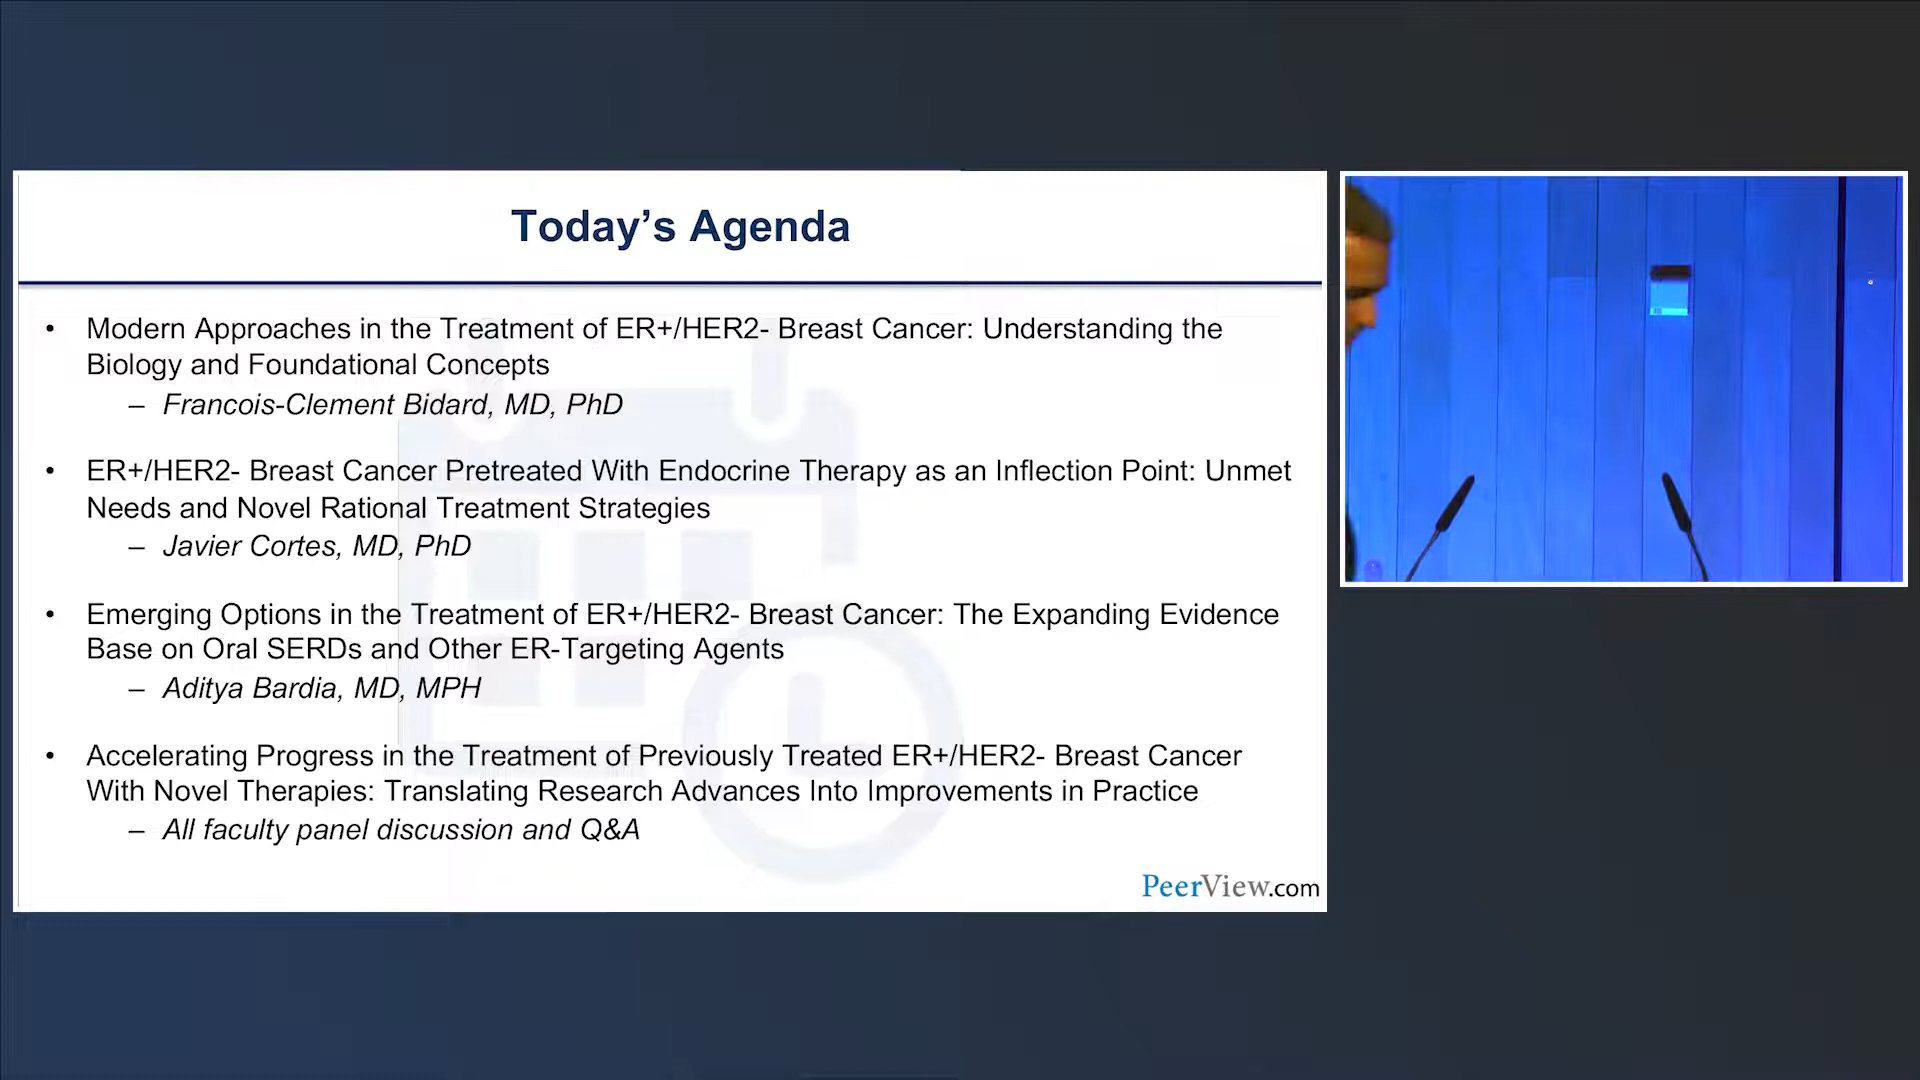 Today’s Agenda
• Modern Approaches in the Treatment of ER+/HER2- Breast Cancer: Understanding the
Biology and Foundational Concepts
– Francois-Clement Bidard, MD, PhD
• ER+/HER2- Breast Cancer Pretreated With Endocrine Therapy as an Inflection Point: Unmet
Needs and Novel Rational Treatment Strategies
– Javier Cortes, MD, PhD
• Emerging Options in the Treatment of ER+/HER2- Breast Cancer: The Expanding Evidence
Base on Oral SERDs and Other ER-Targeting Agents
– Aditya Bardia, MD, MPH
• Accelerating Progress in the Treatment of Previously Treated ER+/HER2- Breast Cancer
With Novel Therapies: Translating Research Advances Into Improvements in Practice
– All faculty panel discussion and Q&A
PeerView.com